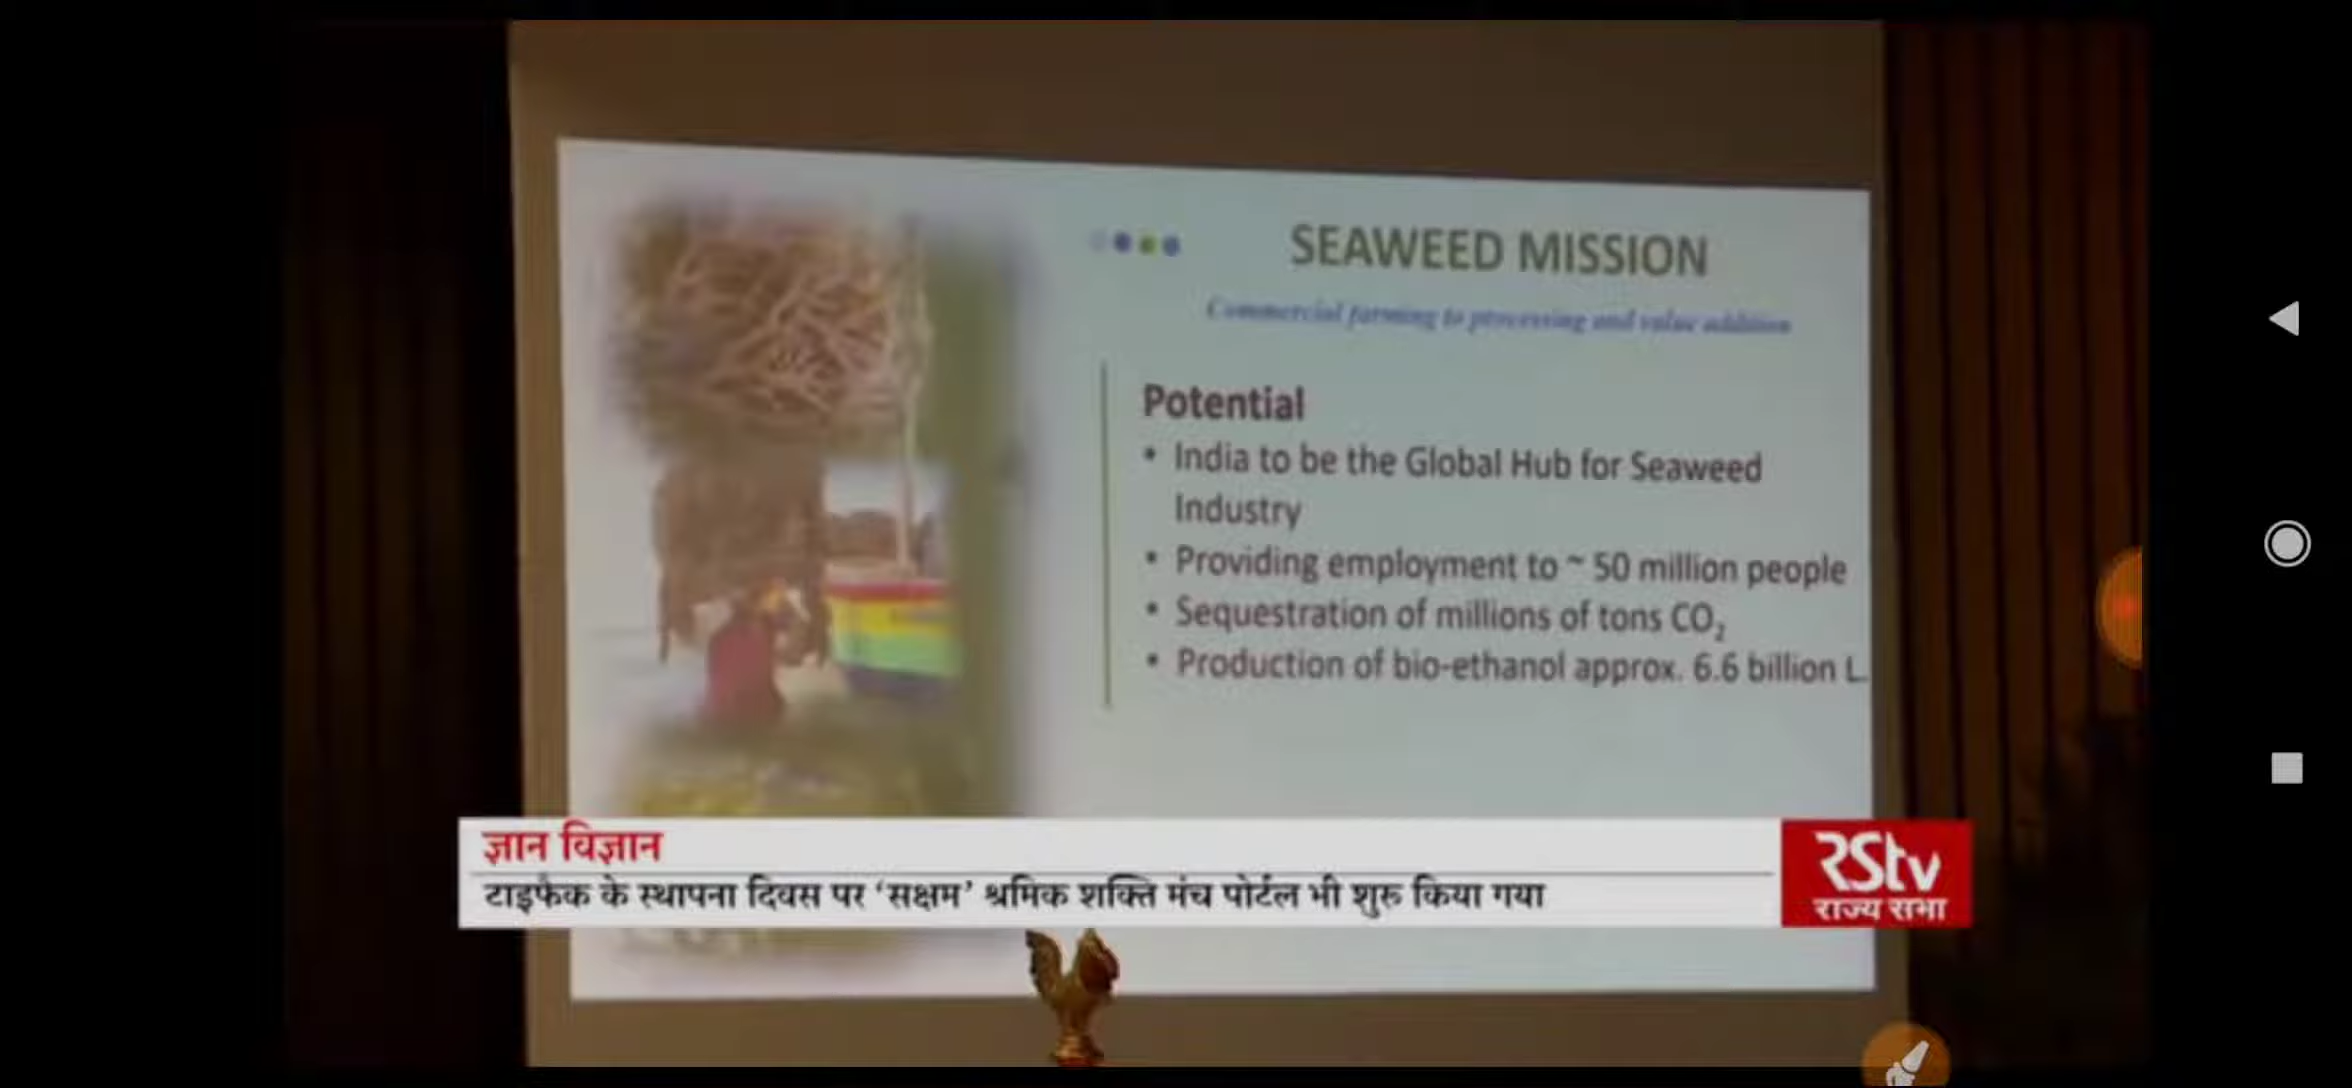 SEAWEED MISSION
Commercial farming to processing and value addition
Potential
• India to be the Global Hub for Seaweed
Industry
• Providing employment to ~ 50 million people
• Sequestration of millions of tons CO₂
• Production of bio-ethanol approx. 6.6 billion L.
ज्ञान विज्ञान
टाइफैक के स्थापना दिवस पर ‘सक्षम’ श्रमिक शक्ति मंच पोर्टल भी शुरू किया गया
RStv
राज्य सभा